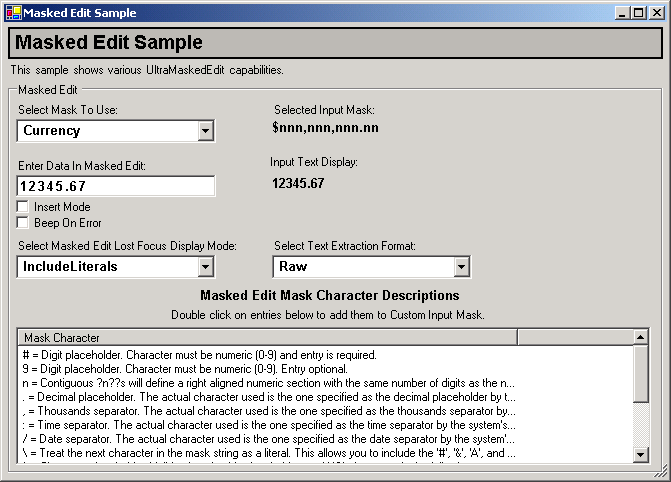 Masked Edit Sample
Masked Edit Sample
This sample shows various UltraMaskedEdit capabilities.
Masked Edit
Select Mask To Use:
Selected Input Mask:
Currency
$nnn,nnn,nnn.nn
Enter Data In Masked Edit:
Input Text Display:
12345.67
12345.67
Insert Mode
Beep On Error
Select Masked Edit Lost Focus Display Mode:
Select Text Extraction Format:
IncludeLiterals
Raw
Masked Edit Mask Character Descriptions
Double click on entries below to add them to Custom Input Mask.
Mask Character
# = Digit placeholder. Character must be numeric (0-9) and entry is required.
9 = Digit placeholder. Character must be numeric (0-9). Entry optional.
n = Contiguous ?n??s will define a right aligned numeric section with the same number of digits as the n...
. = Decimal placeholder. The actual character used is the one specified as the decimal placeholder by t...
, = Thousands separator. The actual character used is the one specified as the thousands separator by...
: = Time separator. The actual character used is the one specified as the time separator by the system's...
/ = Date separator. The actual character used is the one specified as the date separator by the system'...
\ = Treat the next character in the mask string as a literal. This allows you to include the '#', '&', 'A', and ...